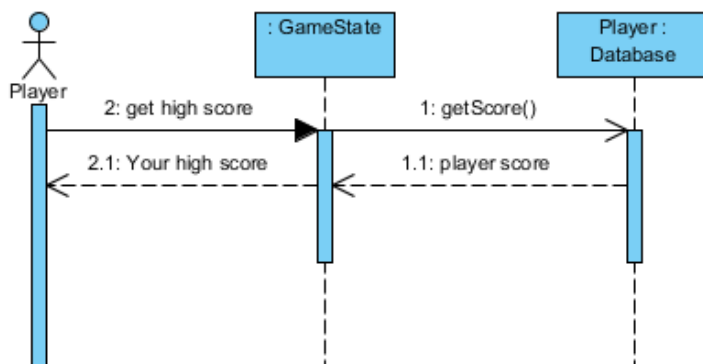 : GameState
Player :
Database
Player
2: get high score
1: getScore()
2.1: Your high score
1.1: player score